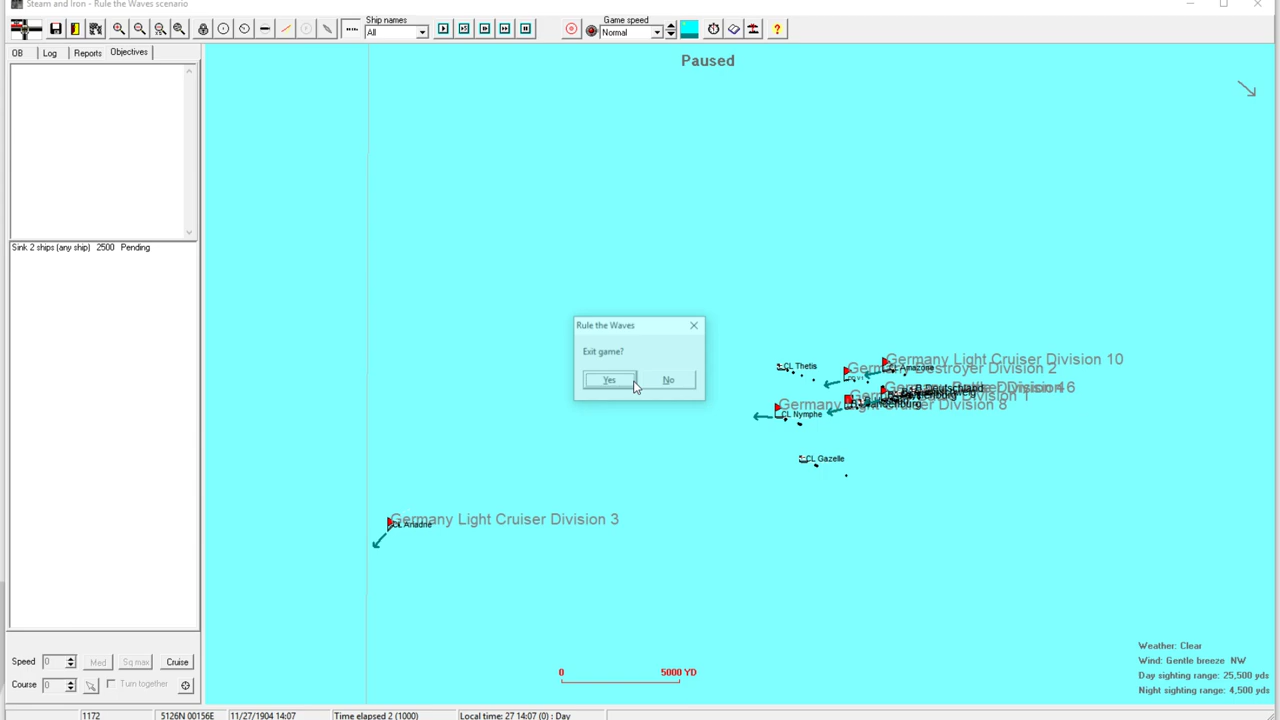 Steam and Iron - Rule the Waves scenario
Ship names
All
Game speed
Normal
OB Log Reports Objectives
Paused
Sink 2 ships (any ship) 2500 Pending
Rule the Waves
Exit game?
Yes No
CL Thetis
Germany Light Cruiser Division 10
CL Amazone
Destroyer Division 2
Germany Light Cruiser Division 8
CL Nymphe
CL Gazelle
Germany Light Cruiser Division 3
CL Ariadne
Weather: Clear
Wind: Gentle breeze NW
Day sighting range: 25,500 yds
Night sighting range: 4,500 yds
0 5000 YD
Speed 0 Med Sq max Cruise
Course 0 Turn together
1172 5126N 00156E 11/27/1904 14:07 Time elapsed 2 (1000) Local time: 27 14:07 (0) : Day